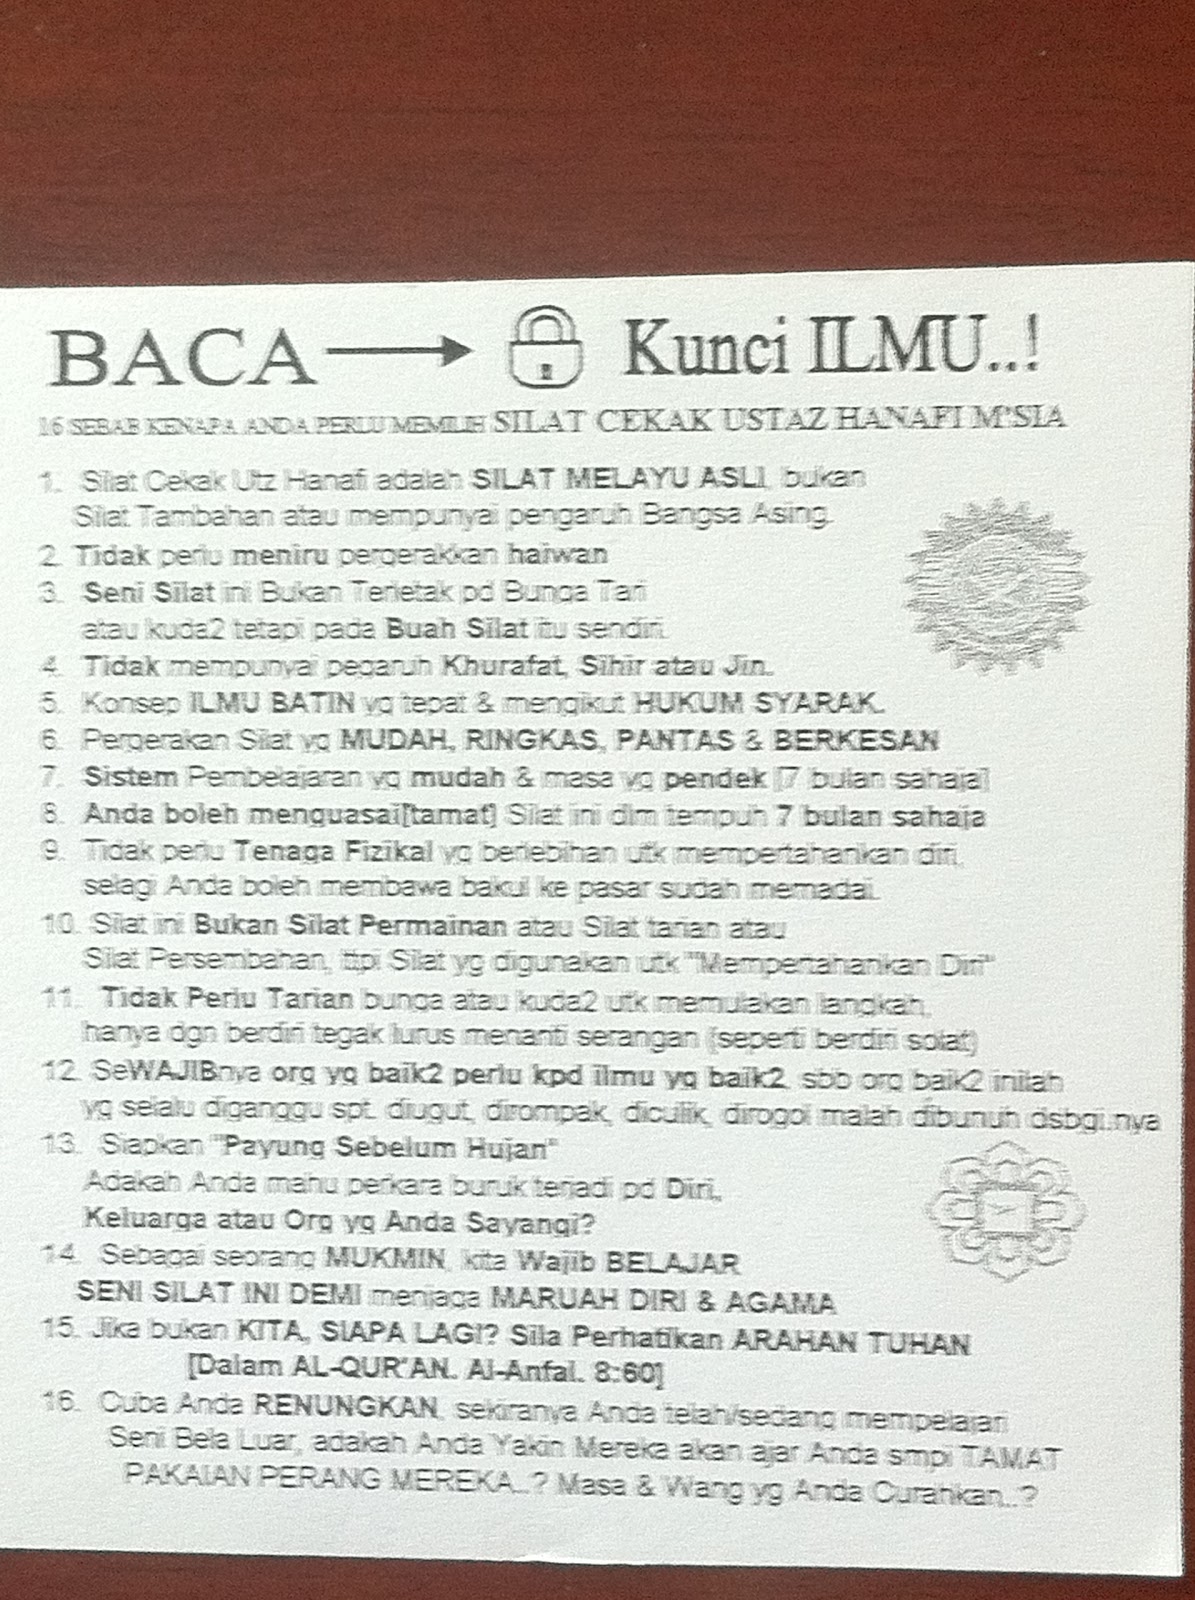 BACA → Kunci ILMU..!
16 SEBAB KENAPA ANDA PERLU MEMILIH SILAT CEKAK USTAZ HANAFI M'SIA
1. Silat Cekak Utz Hanafi adalah SILAT MELAYU ASLI, bukan
Silat Tambahan atau mempunyai pengaruh Bangsa Asing.
2. Tidak perlu meniru pergerakkan haiwan
3. Seni Silat ini Bukan Terletak pd Bunga Tari
atau kuda2 tetapi pada Buah Silat itu sendiri.
4. Tidak mempunyai pegaruh Khurafat, Sihir atau Jin.
5. Konsep ILMU BATIN yg tepat & mengikut HUKUM SYARAK.
6. Pergerakan Silat yg MUDAH, RINGKAS, PANTAS & BERKESAN
7. Sistem Pembelajaran yg mudah & masa yg pendek [7 bulan sahaja]
8. Anda boleh menguasai[tamat] Silat ini dlm tempuh 7 bulan sahaja
9. Tidak perlu Tenaga Fizikal yg berlebihan utk mempertahankan diri,
selagi Anda boleh membawa bakul ke pasar sudah memadai.
10. Silat ini Bukan Silat Permainan atau Silat tarian atau
Silat Persembahan, ttpi Silat yg digunakan utk "Mempertahankan Diri"
11. Tidak Perlu Tarian bunga atau kuda2 utk memulakan langkah,
hanya dgn berdiri tegak lurus menanti serangan (seperti berdiri solat)
12. SeWAJIBnya org yg baik2 perlu kpd ilmu yg baik2, sbb org baik2 inilah
yg selalu diganggu spt. diugut, dirompak, diculik, dirogol malah dibunuh dsbgi.nya
13. Siapkan "Payung Sebelum Hujan"
Adakah Anda mahu perkara buruk terjadi pd Diri,
Keluarga atau Org yg Anda Sayangi?
14. Sebagai seorang MUKMIN, kita Wajib BELAJAR
SENI SILAT INI DEMI menjaga MARUAH DIRI & AGAMA
15. Jika bukan KITA, SIAPA LAGI? Sila Perhatikan ARAHAN TUHAN
[Dalam AL-QUR'AN. Al-Anfal. 8:60]
16. Cuba Anda RENUNGKAN, sekiranya Anda telah/sedang mempelajari
Seni Bela Luar, adakah Anda Yakin Mereka akan ajar Anda smpi TAMAT
PAKAIAN PERANG MEREKA..? Masa & Wang yg Anda Curahkan..?